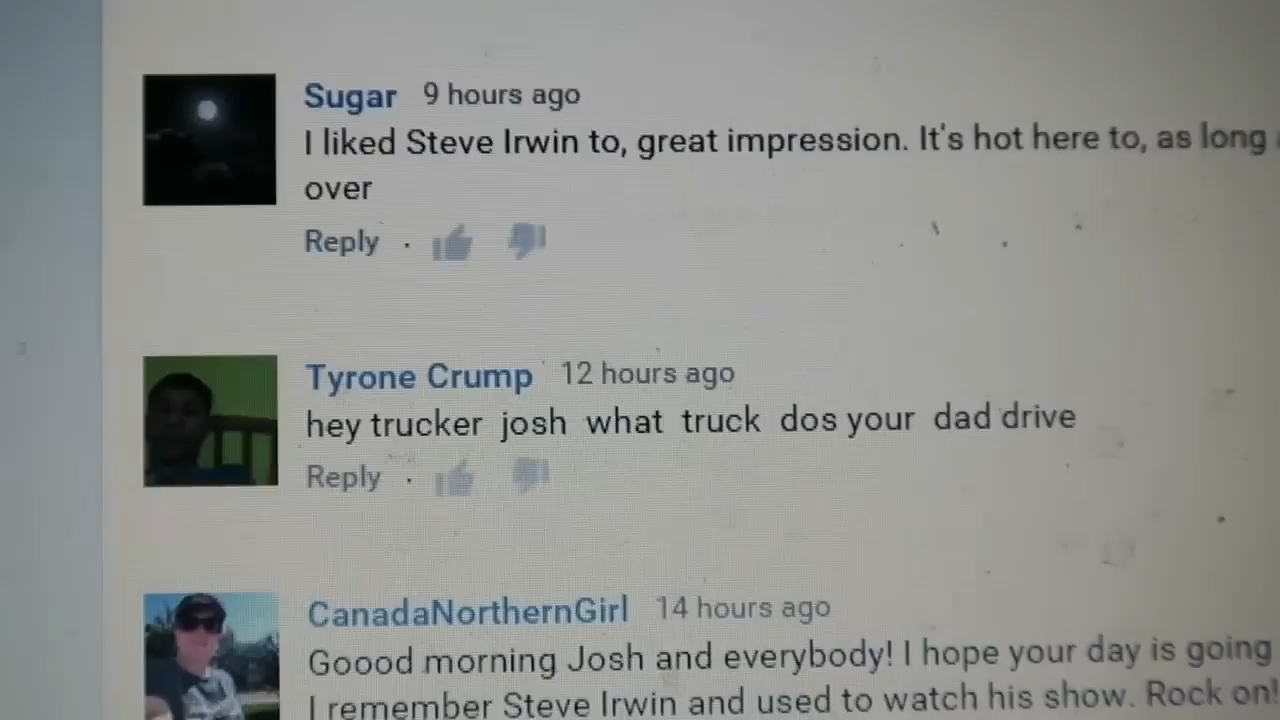 Sugar 9 hours ago
I liked Steve Irwin to, great impression. It's hot here to, as long
over
Reply ·
Tyrone Crump 12 hours ago
hey trucker josh what truck dos your dad drive
Reply ·
CanadaNorthernGirl 14 hours ago
Goood morning Josh and everybody! I hope your day is going
I remember Steve Irwin and used to watch his show. Rock on!